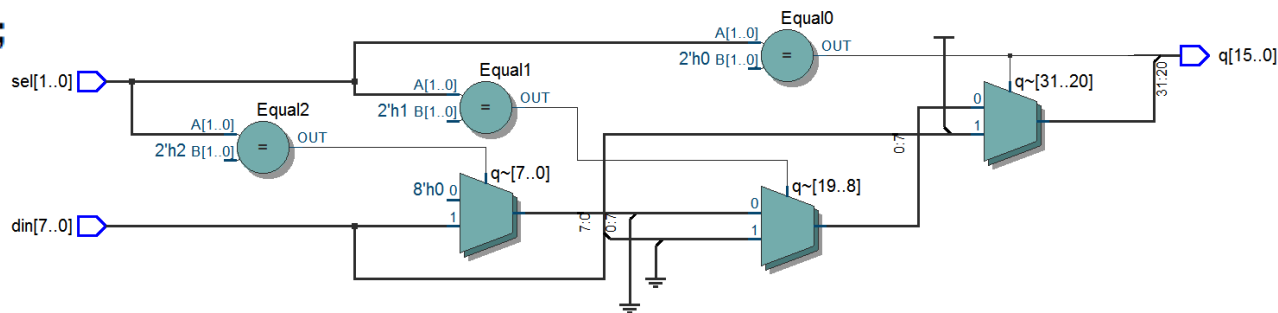 ;
Equal0
A[1..0]
OUT
2'h0 B[1..0]
=
q[15..0]
sel[1..0]
Equal1
q~[31..20]
31:20
A[1..0]
OUT
2'h1 B[1..0]
=
0
1
Equal2
A[1..0]
OUT
2'h2 B[1..0]
=
0:7
q~[7..0]
q~[19..8]
8'h0 0
1
din[7..0]
7:0
0:7
0
1